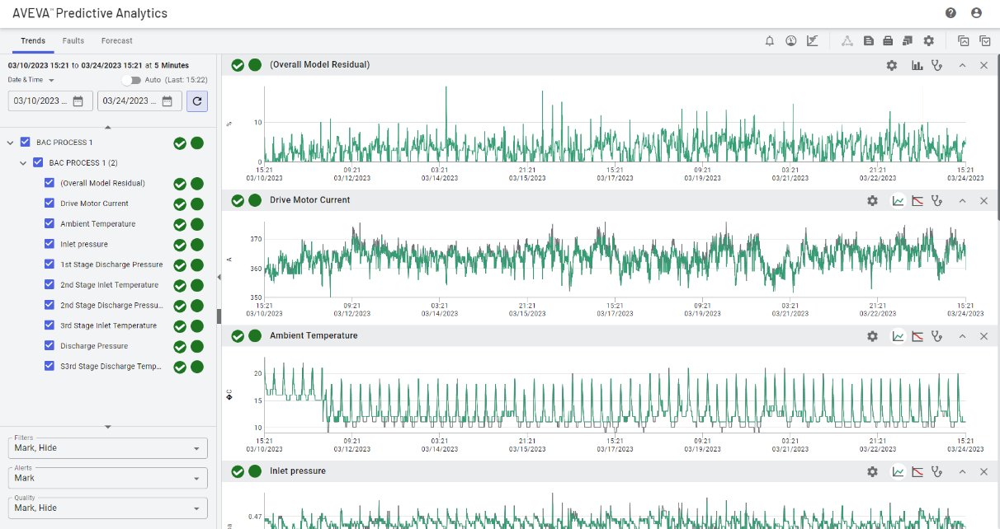 AVEVA™ Predictive Analytics
Trends Faults Forecast
03/10/2023 15:21 to 03/24/2023 15:21 at 5 Minutes
Date & Time Auto (Last: 15:22)
03/10/2023 ... 03/24/2023 ...
BAC PROCESS 1
BAC PROCESS 1 (2)
(Overall Model Residual)
Drive Motor Current
Ambient Temperature
Inlet pressure
1st Stage Discharge Pressure
2nd Stage Inlet Temperature
2nd Stage Discharge Pressu...
3rd Stage Inlet Temperature
Discharge Pressure
S3rd Stage Discharge Temp...
Filters
Mark, Hide
Alerts
Mark
Quality
Mark, Hide
(Overall Model Residual)
10
0
%
15:21 09:21 03:21 21:21 15:21 09:21 03:21 21:21 15:21
03/10/2023 03/12/2023 03/14/2023 03/15/2023 03/17/2023 03/19/2023 03/21/2023 03/22/2023 03/24/2023
Drive Motor Current
370
360
350
A
15:21 09:21 03:21 21:21 15:21 09:21 03:21 21:21 15:21
03/10/2023 03/12/2023 03/14/2023 03/15/2023 03/17/2023 03/19/2023 03/21/2023 03/22/2023 03/24/2023
Ambient Temperature
20
15
10
�C
15:21 09:21 03:21 21:21 15:21 09:21 03:21 21:21 15:21
03/10/2023 03/12/2023 03/14/2023 03/15/2023 03/17/2023 03/19/2023 03/21/2023 03/22/2023 03/24/2023
Inlet pressure
0.47